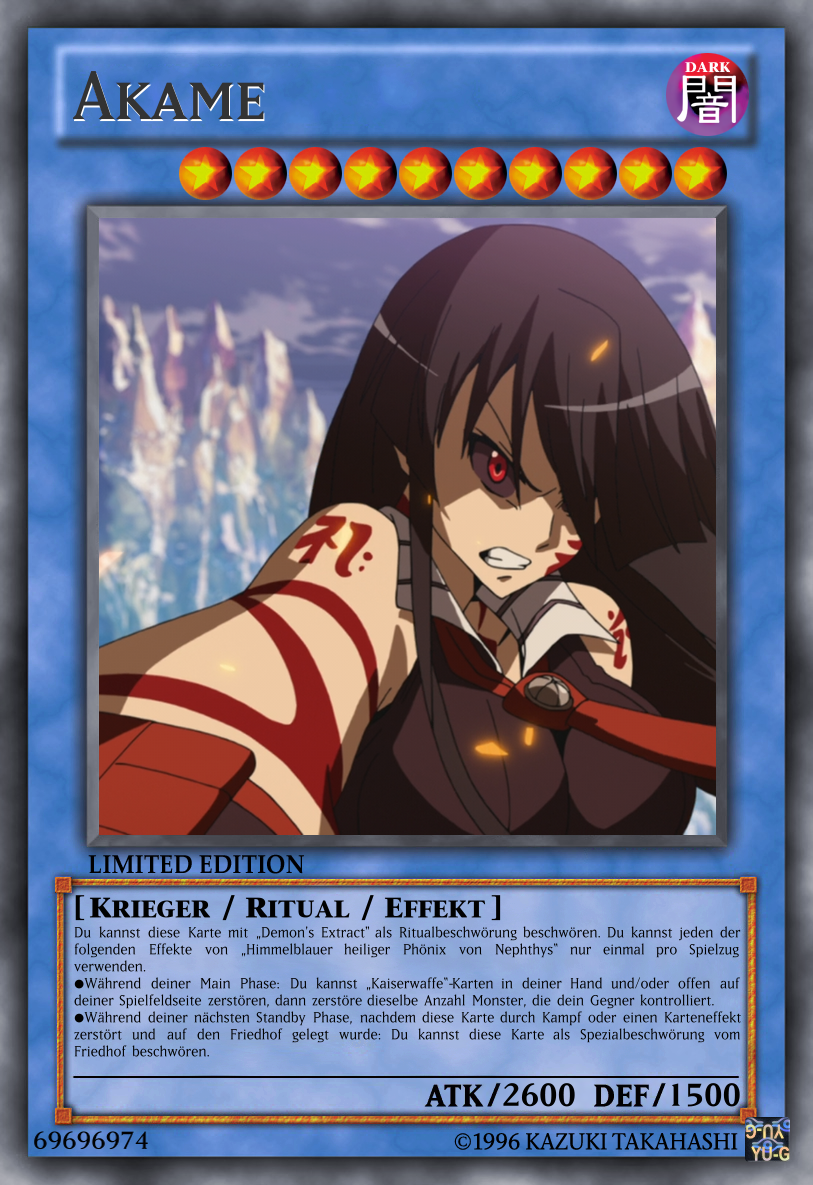 AKAME
DARK
闇
LIMITED EDITION
[ KRIEGER / RITUAL / EFFEKT ]
Du kannst diese Karte mit „Demon's Extract" als Ritualbeschwörung beschwören. Du kannst jeden der
folgenden Effekte von „Himmelblauer heiliger Phönix von Nephthys" nur einmal pro Spielzug
verwenden.
●Während deiner Main Phase: Du kannst „Kaiserwaffe"-Karten in deiner Hand und/oder offen auf
deiner Spielfeldseite zerstören, dann zerstöre dieselbe Anzahl Monster, die dein Gegner kontrolliert.
●Während deiner nächsten Standby Phase, nachdem diese Karte durch Kampf oder einen Karteneffekt
zerstört und auf den Friedhof gelegt wurde: Du kannst diese Karte als Spezialbeschwörung vom
Friedhof beschwören.
ATK/2600 DEF/1500
69696974
©1996 KAZUKI TAKAHASHI
YU-G
YU-G